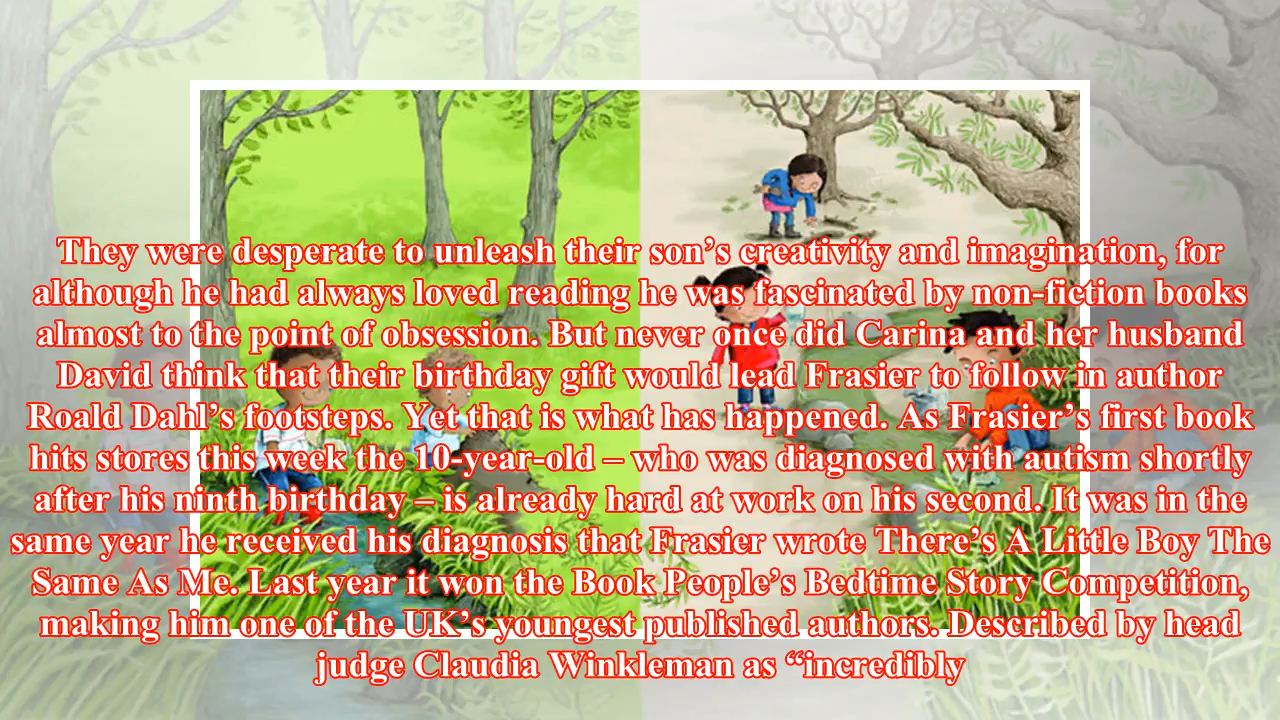 They were desperate to unleash their son’s creativity and imagination, for
although he had always loved reading he was fascinated by non-fiction books
almost to the point of obsession. But never once did Carina and her husband
David think that their birthday gift would lead Frasier to follow in author
Roald Dahl’s footsteps. Yet that is what has happened. As Frasier’s first book
hits stores this week the 10-year-old – who was diagnosed with autism shortly
after his ninth birthday – is already hard at work on his second. It was in the
same year he received his diagnosis that Frasier wrote There’s A Little Boy The
Same As Me. Last year it won the Book People’s Bedtime Story Competition,
making him one of the UK’s youngest published authors. Described by head
judge Claudia Winkleman as “incredibly